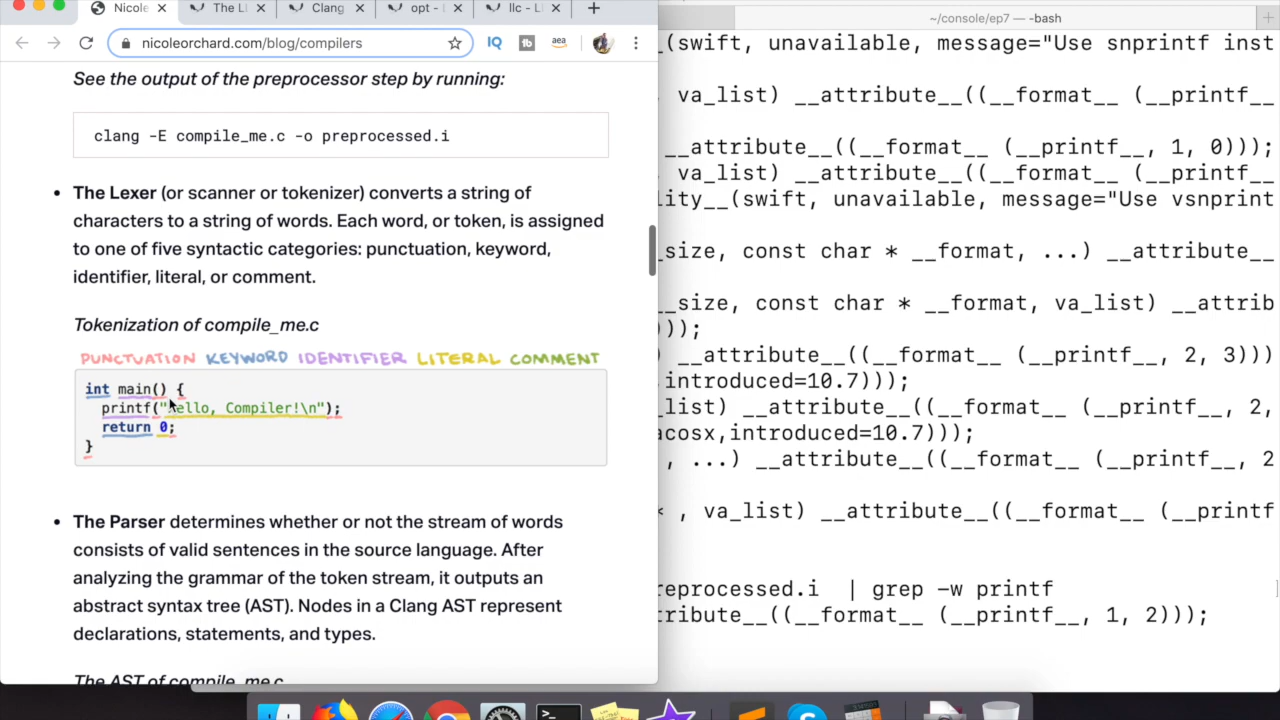 Nicole
The LL
Clang
opt - L
llc - LL
nicoleorchard.com/blog/compilers
IQ
tb
aea
See the output of the preprocessor step by running:
clang -E compile_me.c -o preprocessed.i
• The Lexer (or scanner or tokenizer) converts a string of
characters to a string of words. Each word, or token, is assigned
to one of five syntactic categories: punctuation, keyword,
identifier, literal, or comment.
Tokenization of compile_me.c
PUNCTUATION KEYWORD IDENTIFIER LITERAL COMMENT
int main() {
printf("Hello, Compiler!\n");
return 0;
}
• The Parser determines whether or not the stream of words
consists of valid sentences in the source language. After
analyzing the grammar of the token stream, it outputs an
abstract syntax tree (AST). Nodes in a Clang AST represent
declarations, statements, and types.
The AST of compile_me.c
~/console/ep7 — -bash
_(swift, unavailable, message="Use snprintf inst
, va_list) __attribute__((__format__ (__printf__
__attribute__((__format__ (__printf__, 1, 0)));
, va_list) __attribute__((__format__ (__printf__
lity__(swift, unavailable, message="Use vsnprint
_size, const char * __format, ...) __attribute__
__size, const char * __format, va_list) __attrib
)));
__attribute__((__format__ (__printf__, 2, 3)))
introduced=10.7)));
_list) __attribute__((__format__ (__printf__, 2,
acosx,introduced=10.7)));
, ...) __attribute__((__format__ (__printf__, 2
* , va_list) __attribute__((__format__ (__printf
reprocessed.i | grep -w printf
tribute__((__format__ (__printf__, 1, 2)));